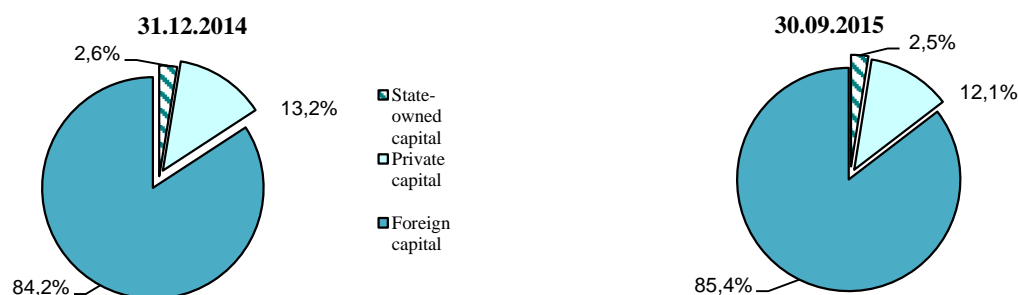 31.12.2014
2,6%
13,2%
84,2%
State-
owned
capital
Private
capital
Foreign
capital
30.09.2015
2,5%
12,1%
85,4%